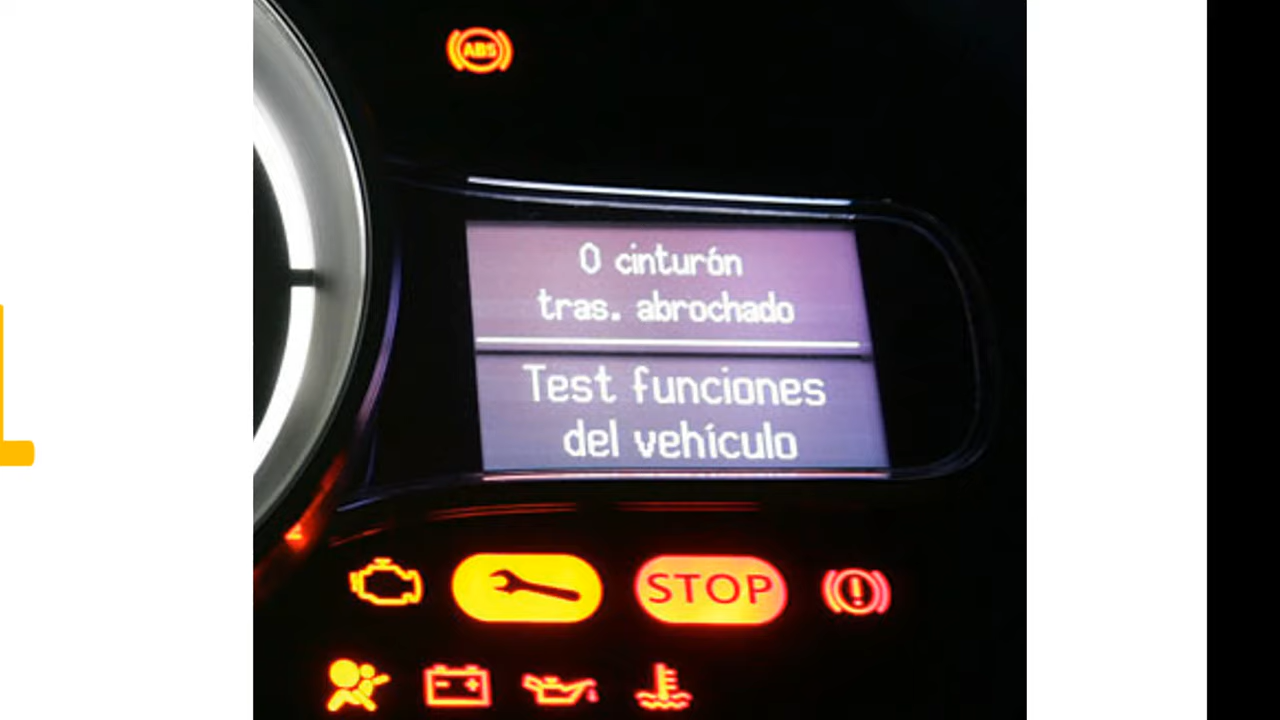 ABS
0 cinturón
tras. abrochado
Test funciones
del vehículo
STOP